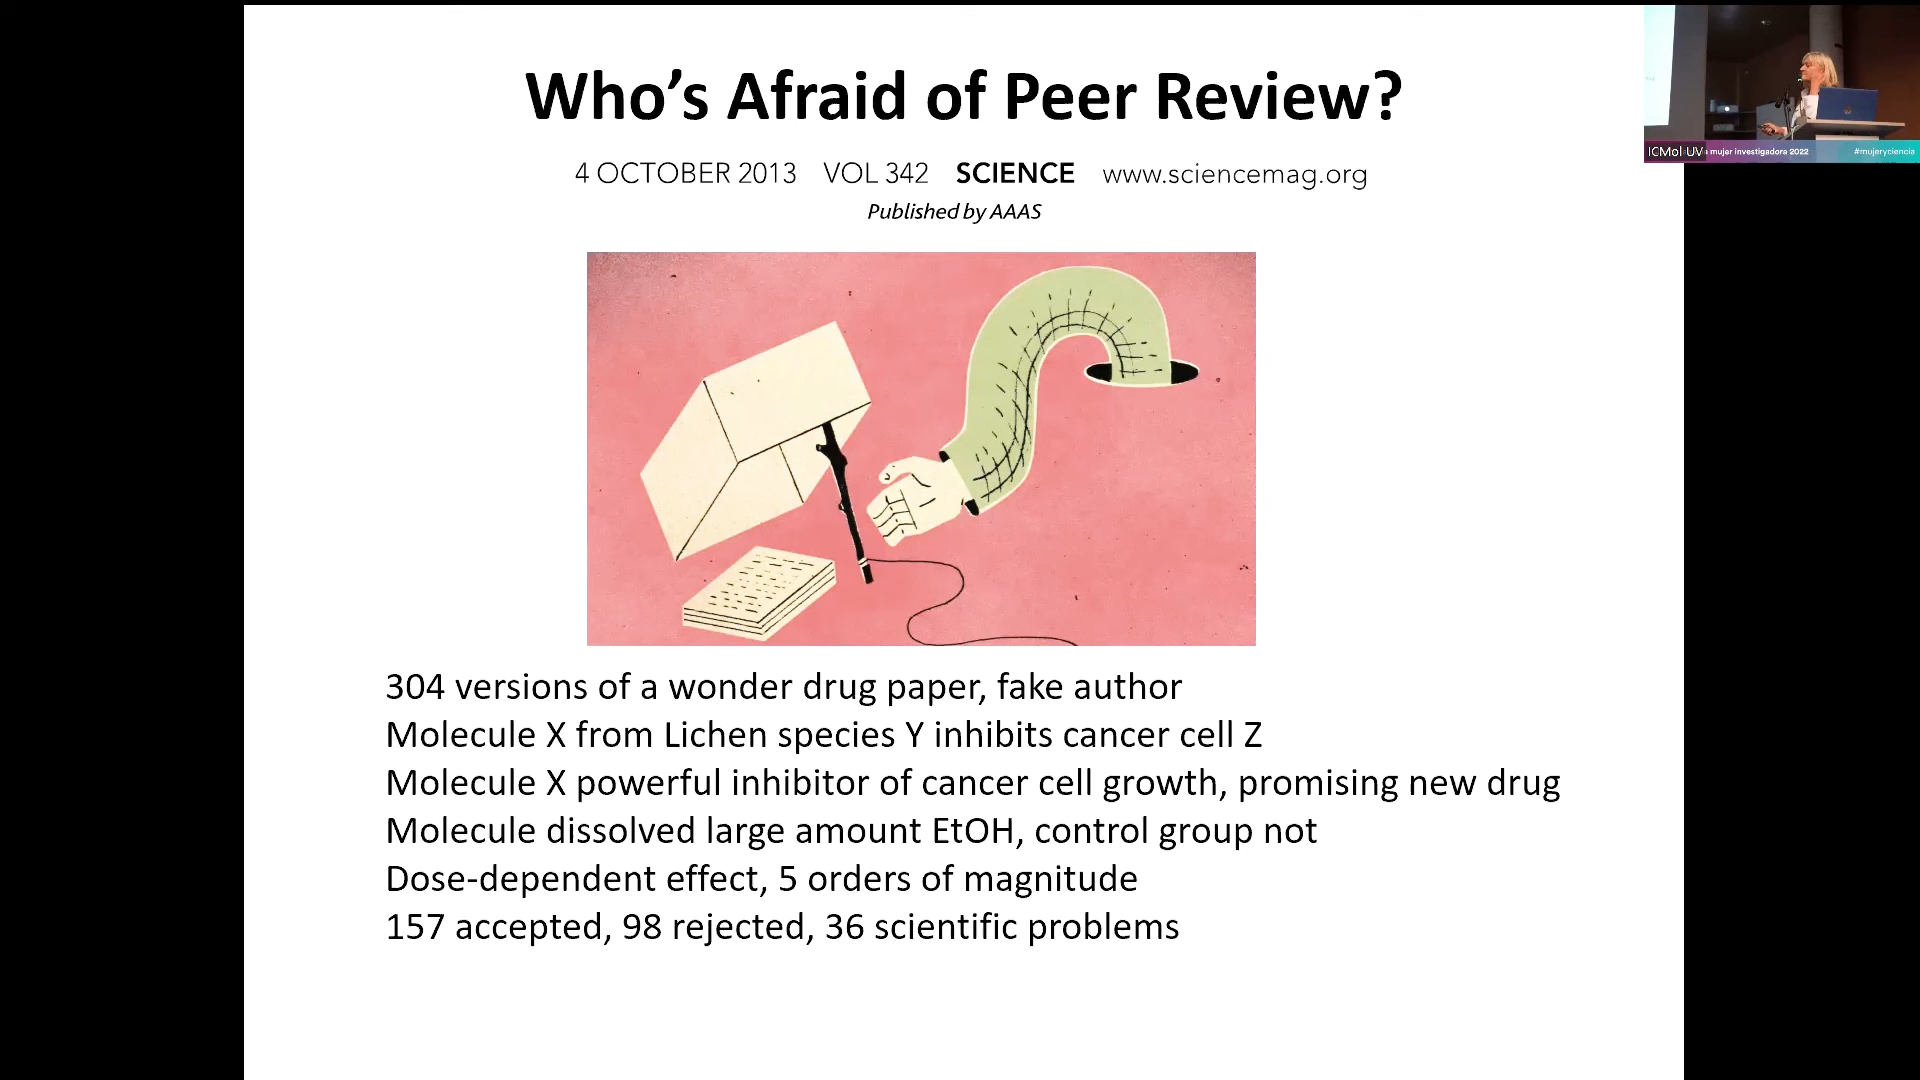 Who's Afraid of Peer Review?
4 OCTOBER 2013 VOL 342 SCIENCE www.sciencemag.org
Published by AAAS
304 versions of a wonder drug paper, fake author
Molecule X from Lichen species Y inhibits cancer cell Z
Molecule X powerful inhibitor of cancer cell growth, promising new drug
Molecule dissolved large amount EtOH, control group not
Dose-dependent effect, 5 orders of magnitude
157 accepted, 98 rejected, 36 scientific problems
ICMol UV mujer investigadora 2022 #mujeryciencia